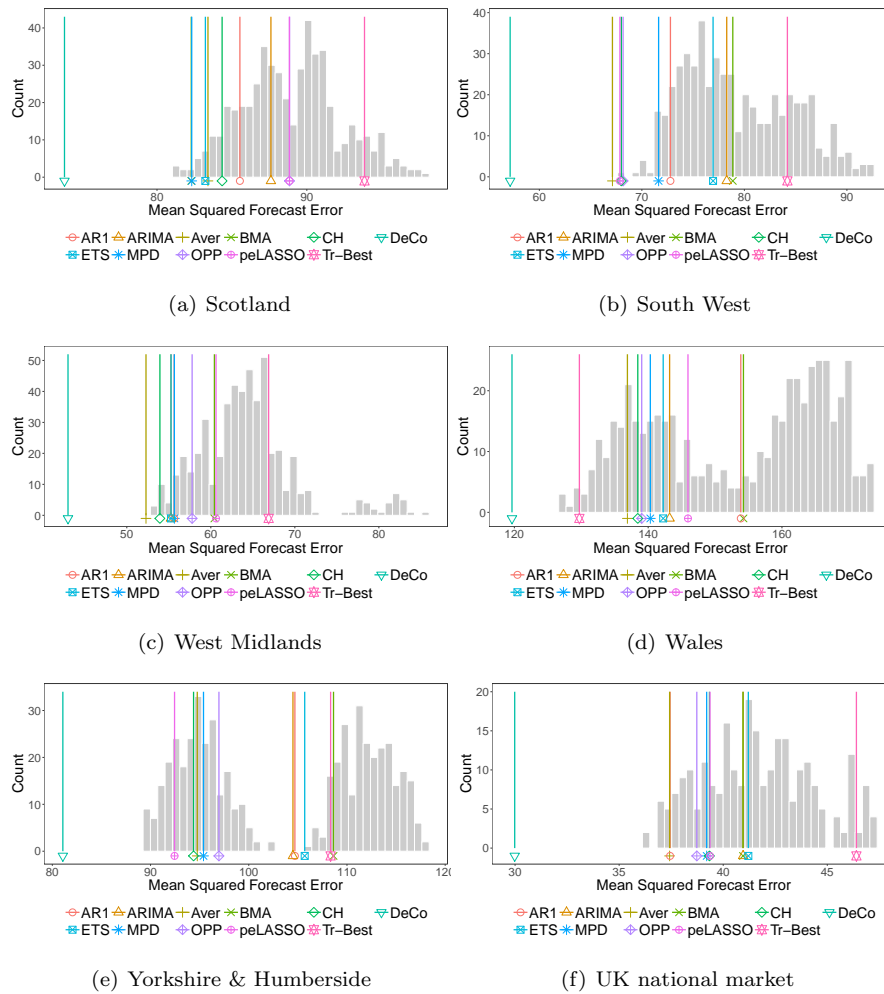 40
30
20
10
0
Count
80 90
Mean Squared Forecast Error
AR1 ARIMA Aver BMA CH DeCo
ETS MPD OPP peLASSO Tr−Best
(a) Scotland
40
30
20
10
0
Count
60 70 80 90
Mean Squared Forecast Error
AR1 ARIMA Aver BMA CH DeCo
ETS MPD OPP peLASSO Tr−Best
(b) South West
50
40
30
20
10
0
Count
50 60 70 80
Mean Squared Forecast Error
AR1 ARIMA Aver BMA CH DeCo
ETS MPD OPP peLASSO Tr−Best
(c) West Midlands
20
10
0
Count
120 140 160
Mean Squared Forecast Error
AR1 ARIMA Aver BMA CH DeCo
ETS MPD OPP peLASSO Tr−Best
(d) Wales
30
20
10
0
Count
80 90 100 110 120
Mean Squared Forecast Error
AR1 ARIMA Aver BMA CH DeCo
ETS MPD OPP peLASSO Tr−Best
(e) Yorkshire & Humberside
20
15
10
5
0
Count
30 35 40 45
Mean Squared Forecast Error
AR1 ARIMA Aver BMA CH DeCo
ETS MPD OPP peLASSO Tr−Best
(f) UK national market